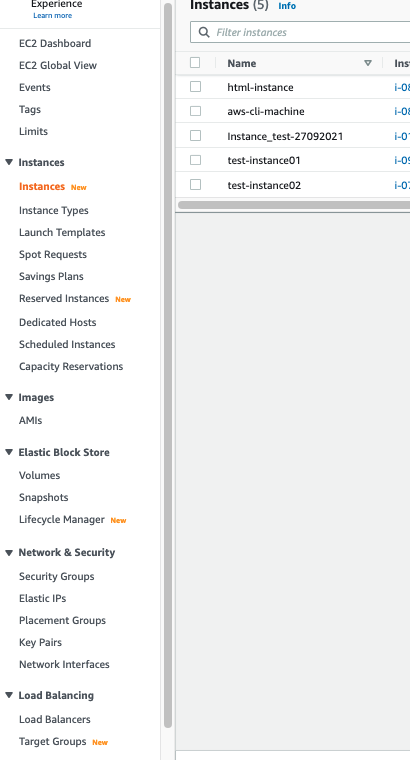 Experience
Learn more
EC2 Dashboard
EC2 Global View
Events
Tags
Limits
Instances
Instances New
Instance Types
Launch Templates
Spot Requests
Savings Plans
Reserved Instances New
Dedicated Hosts
Scheduled Instances
Capacity Reservations
Images
AMIs
Elastic Block Store
Volumes
Snapshots
Lifecycle Manager New
Network & Security
Security Groups
Elastic IPs
Placement Groups
Key Pairs
Network Interfaces
Load Balancing
Load Balancers
Target Groups New
Instances (5) Info
Filter instances
Name Inst
html-instance i-08
aws-cli-machine i-08
Instance_test-27092021 i-01
test-instance01 i-09
test-instance02 i-07